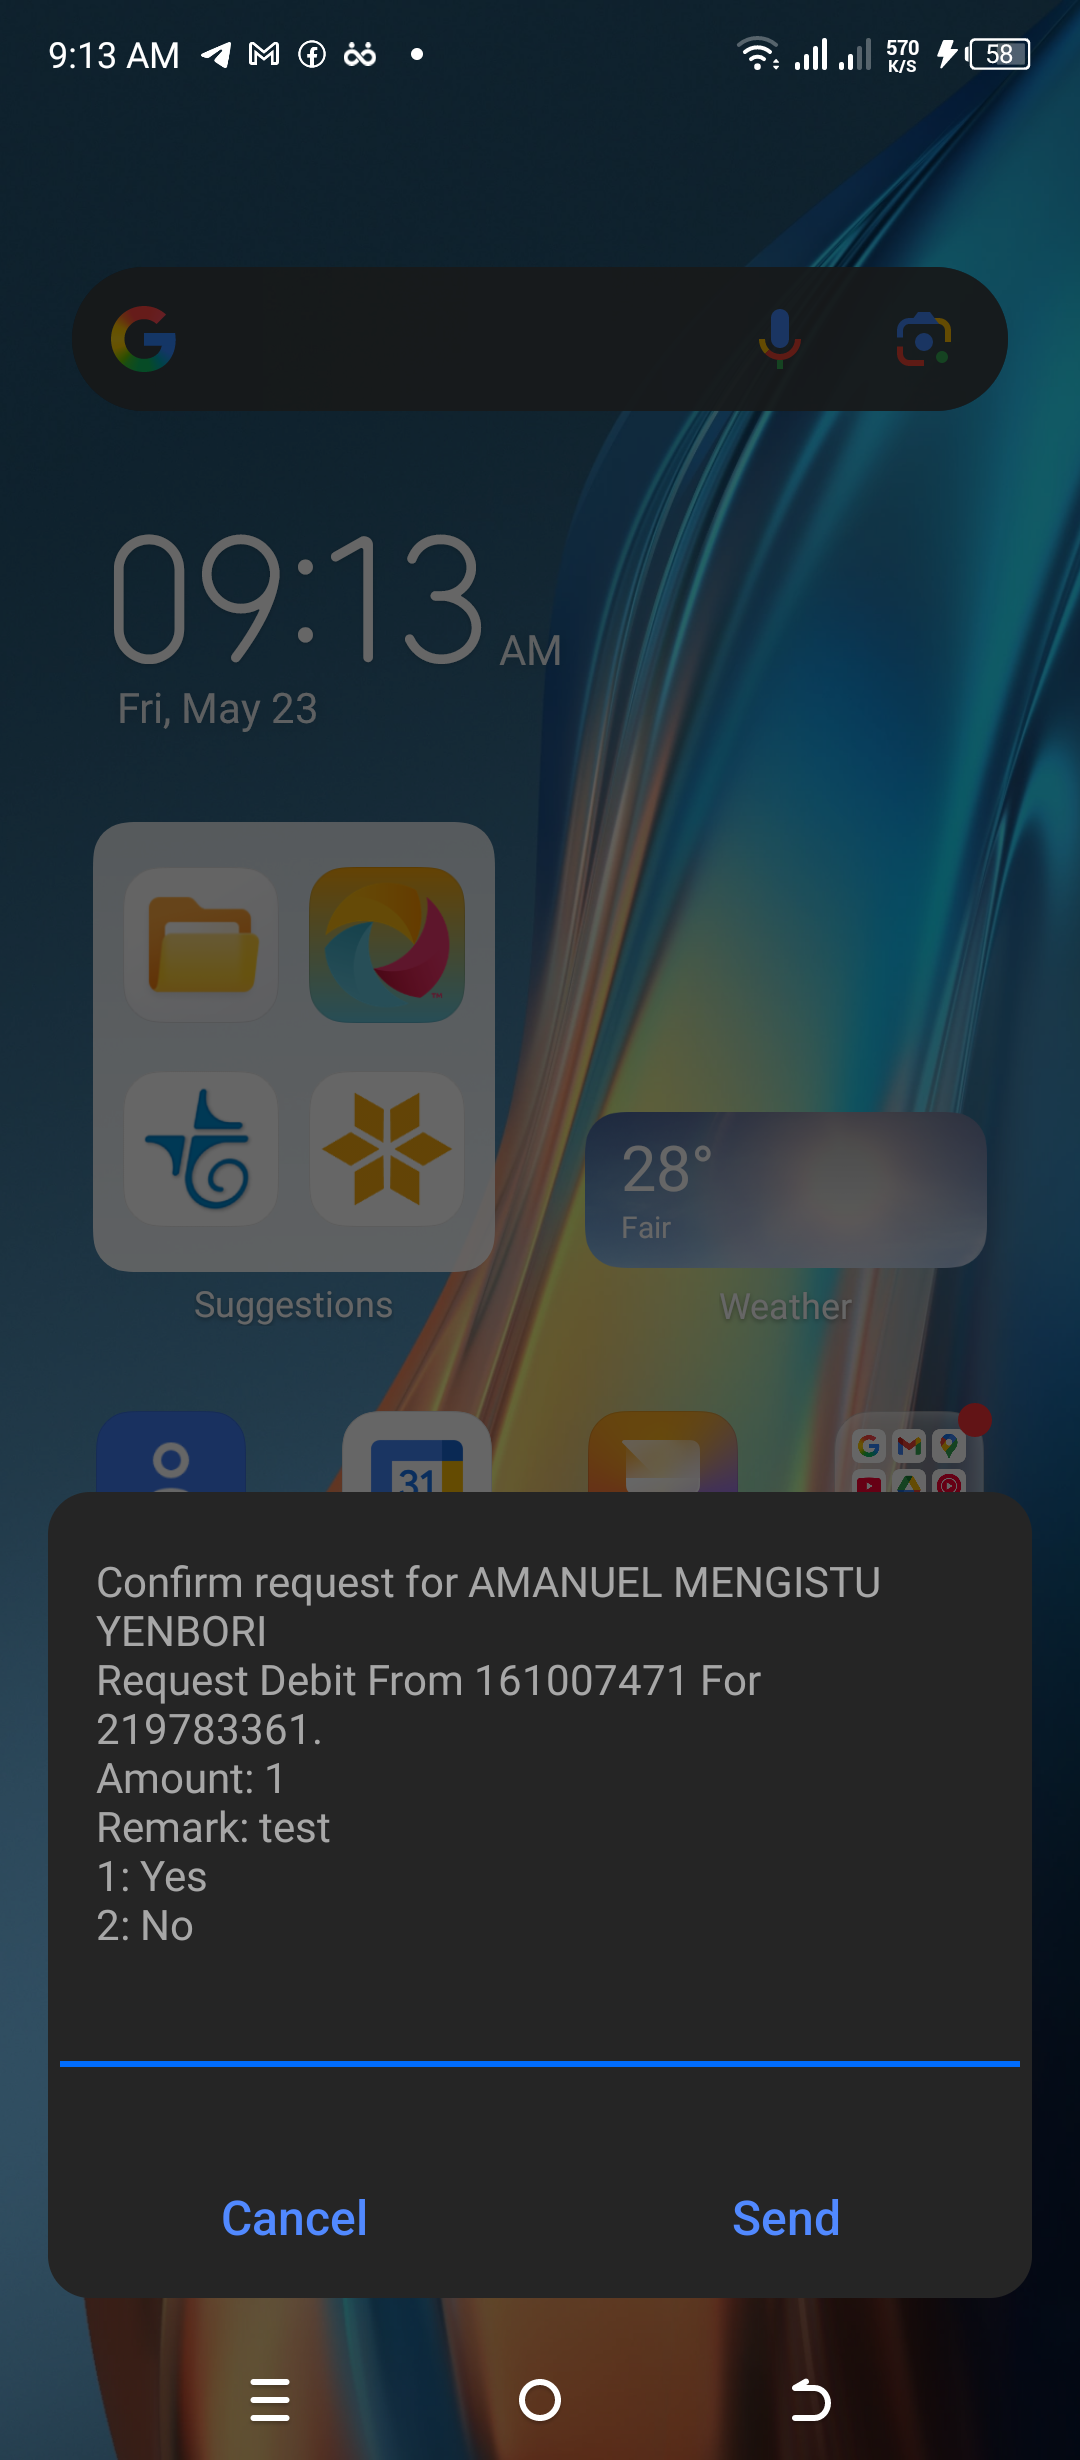 9:13 AM
570
K/S
58
09:13 AM
Fri, May 23
28°
Fair
Suggestions
Weather
31
Confirm request for AMANUEL MENGISTU
YENBORI
Request Debit From 161007471 For
219783361.
Amount: 1
Remark: test
1: Yes
2: No
Cancel
Send